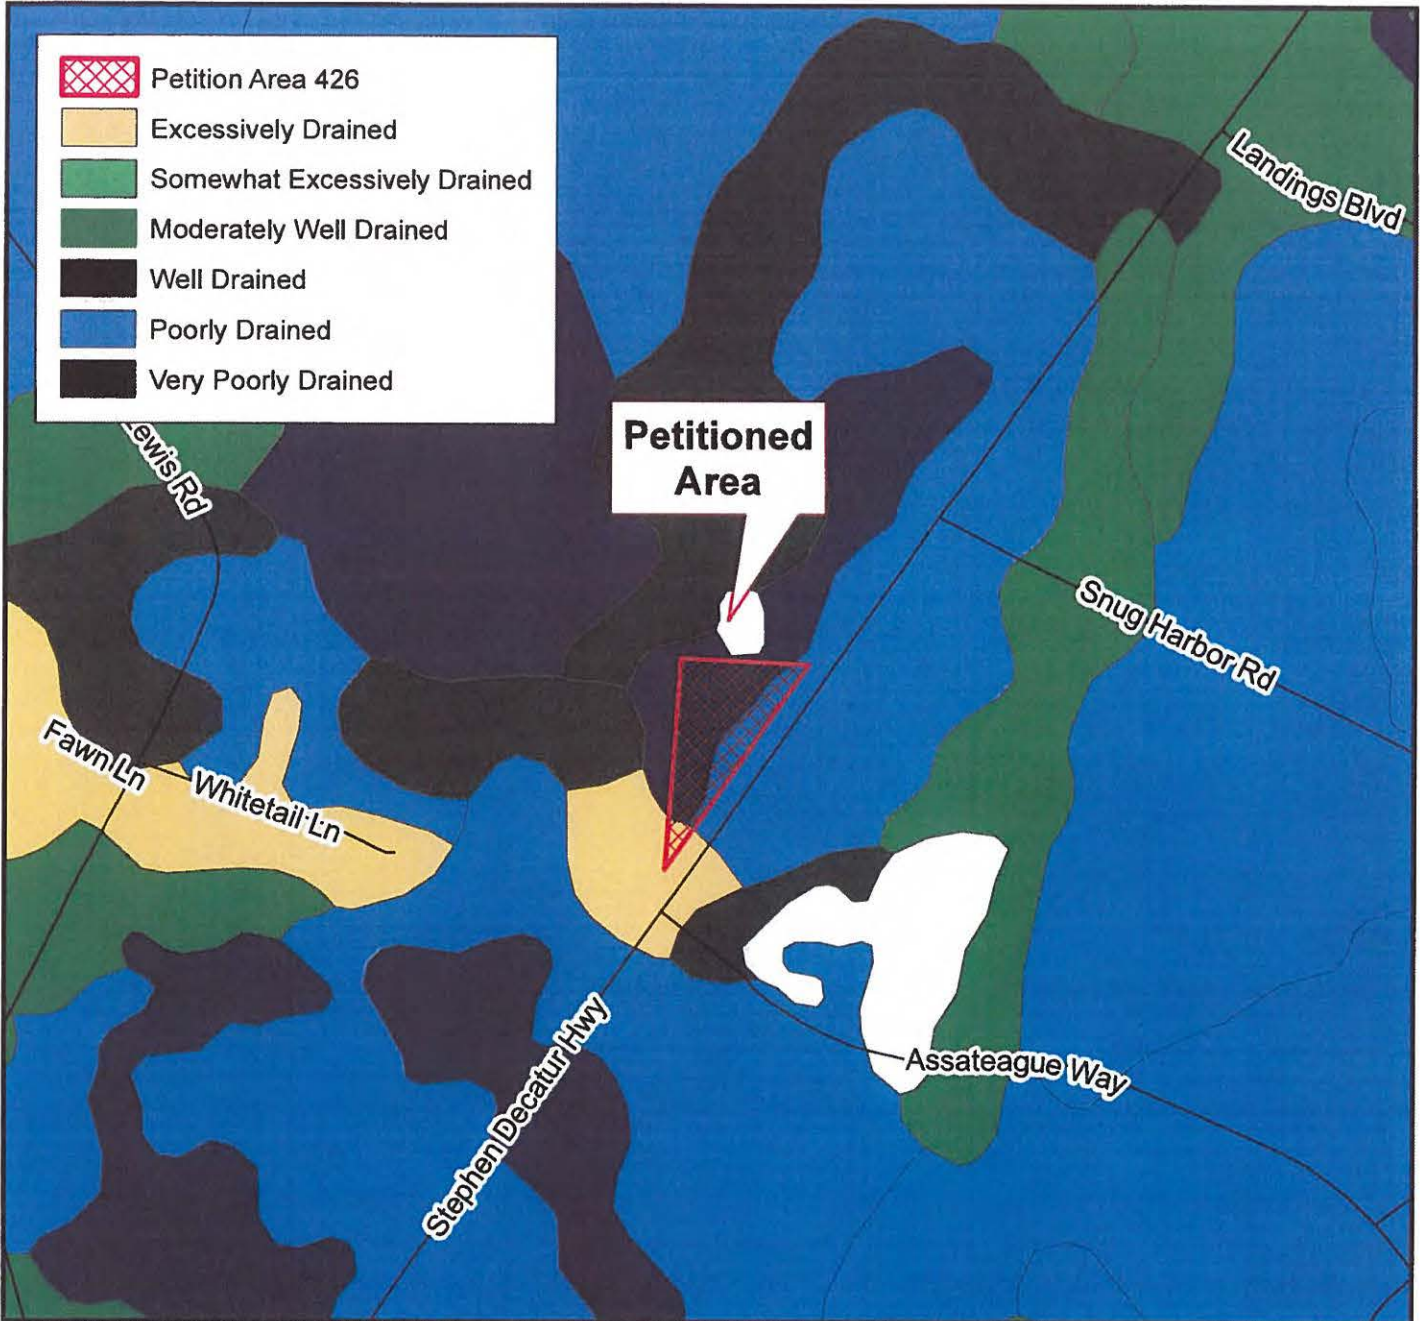 Petition Area 426
Excessively Drained
Somewhat Excessively Drained
Moderately Well Drained
Well Drained
Poorly Drained
Very Poorly Drained
Landings Blvd
Petitioned
Area
Lewis Rd
Snug Harbor Rd
Fawn Ln
Whitetail Ln
Stephen Decatur Hwy
Assateague Way